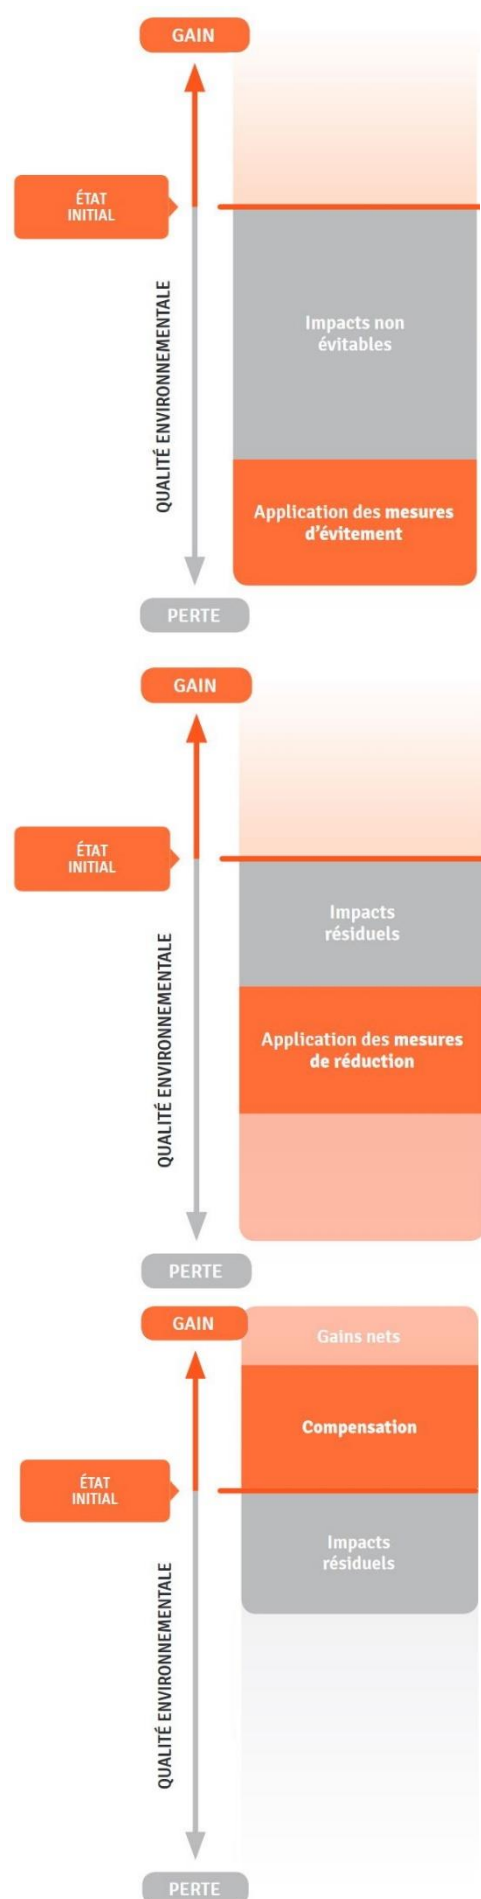 GAIN
ÉTAT
INITIAL
QUALITÉ ENVIRONNEMENTALE
Impacts non
évitables
Application des mesures
d'évitement
PERTE
GAIN
ÉTAT
INITIAL
QUALITÉ ENVIRONNEMENTALE
Impacts
résiduels
Application des mesures
de réduction
PERTE
GAIN
Gains nets
Compensation
ÉTAT
INITIAL
QUALITÉ ENVIRONNEMENTALE
Impacts
résiduels
PERTE